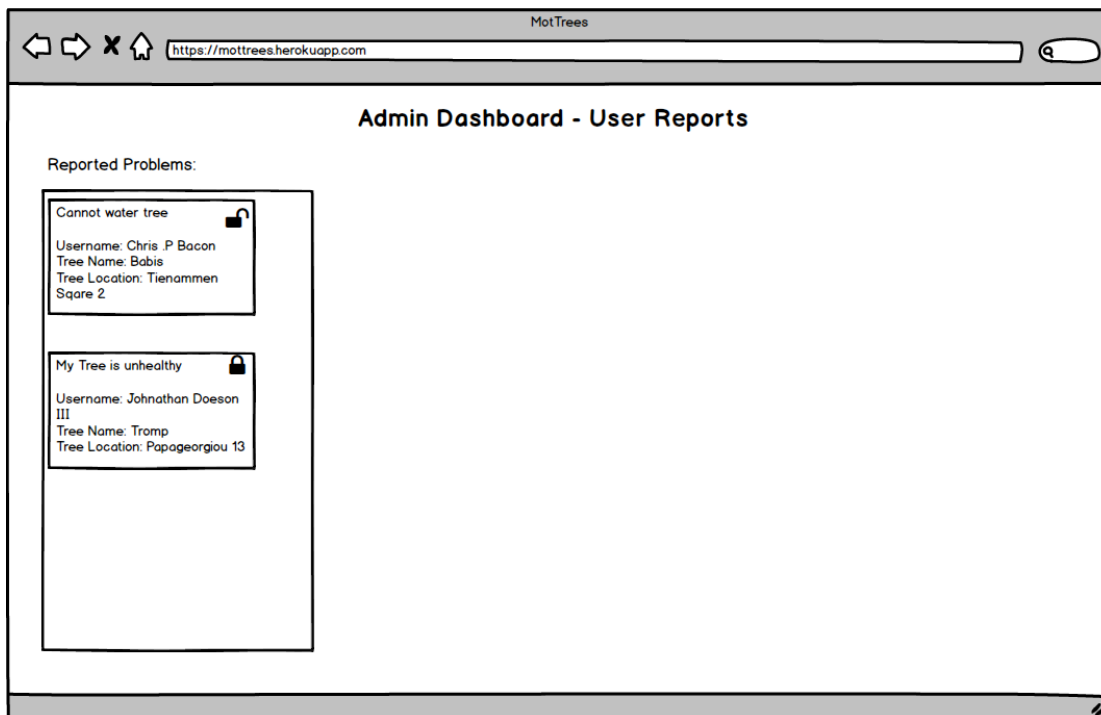 MotTrees
https://mottrees.herokuapp.com
Admin Dashboard - User Reports
Reported Problems:
Cannot water tree
Username: Chris .P Bacon
Tree Name: Babis
Tree Location: Tienammen
Sqare 2
My Tree is unhealthy
Username: Johnathan Doeson
III
Tree Name: Tromp
Tree Location: Papageorgiou 13